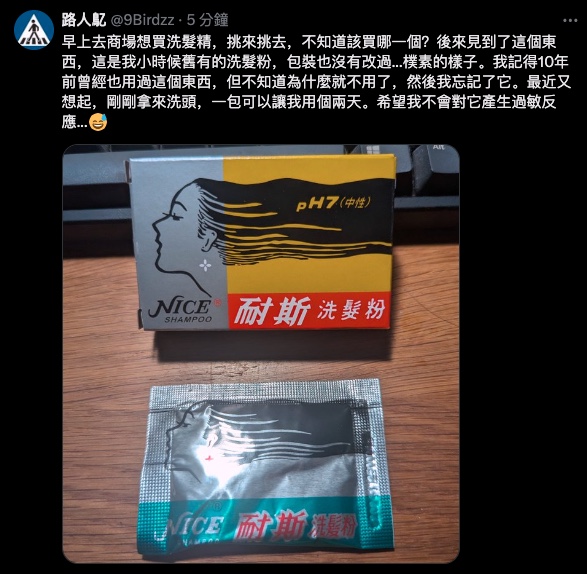 路人髶 @9Birdzz · 5 分鐘
早上去商場想買洗髮精，挑來挑去，不知道該買哪一個？後來見到了這個東
西，這是我小時候舊有的洗髮粉，包裝也沒有改過...樸素的樣子。我記得10年
前曾經也用過這個東西，但不知道為什麼就不用了，然後我忘記了它。最近又
想起，剛剛拿來洗頭，一包可以讓我用個兩天。希望我不會對它產生過敏反
應...😅
Alt
pH7(中性)
NICE® 耐斯 洗髮粉
SHAMPOO
NICE 耐斯 洗髮粉